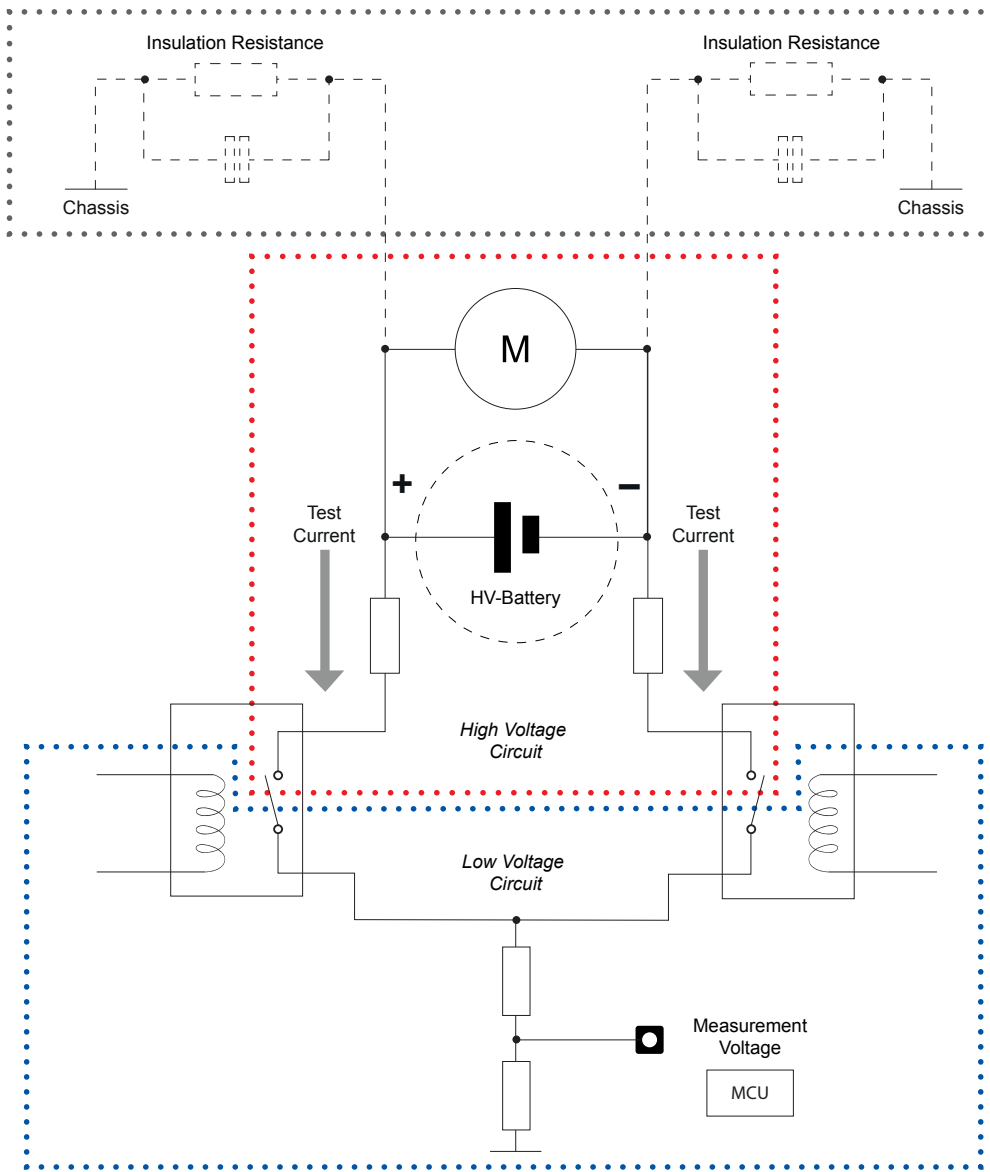 Insulation Resistance
Insulation Resistance
Chassis
Chassis
M
+
−
Test
Current
Test
Current
HV-Battery
High Voltage
Circuit
Low Voltage
Circuit
Measurement
Voltage
MCU